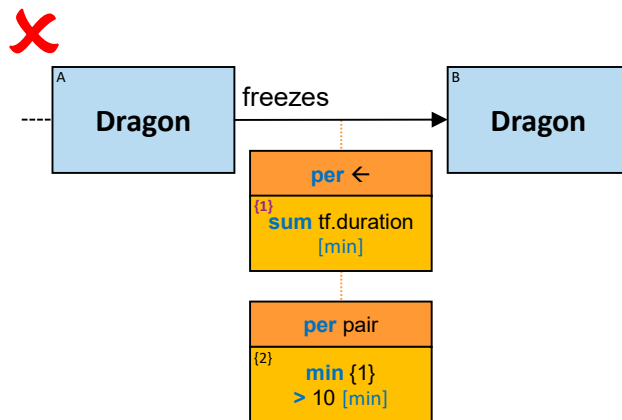 A
Dragon
freezes
B
Dragon
per ←
{1}
sum tf.duration
[min]
per pair
{2}
min {1}
> 10 [min]